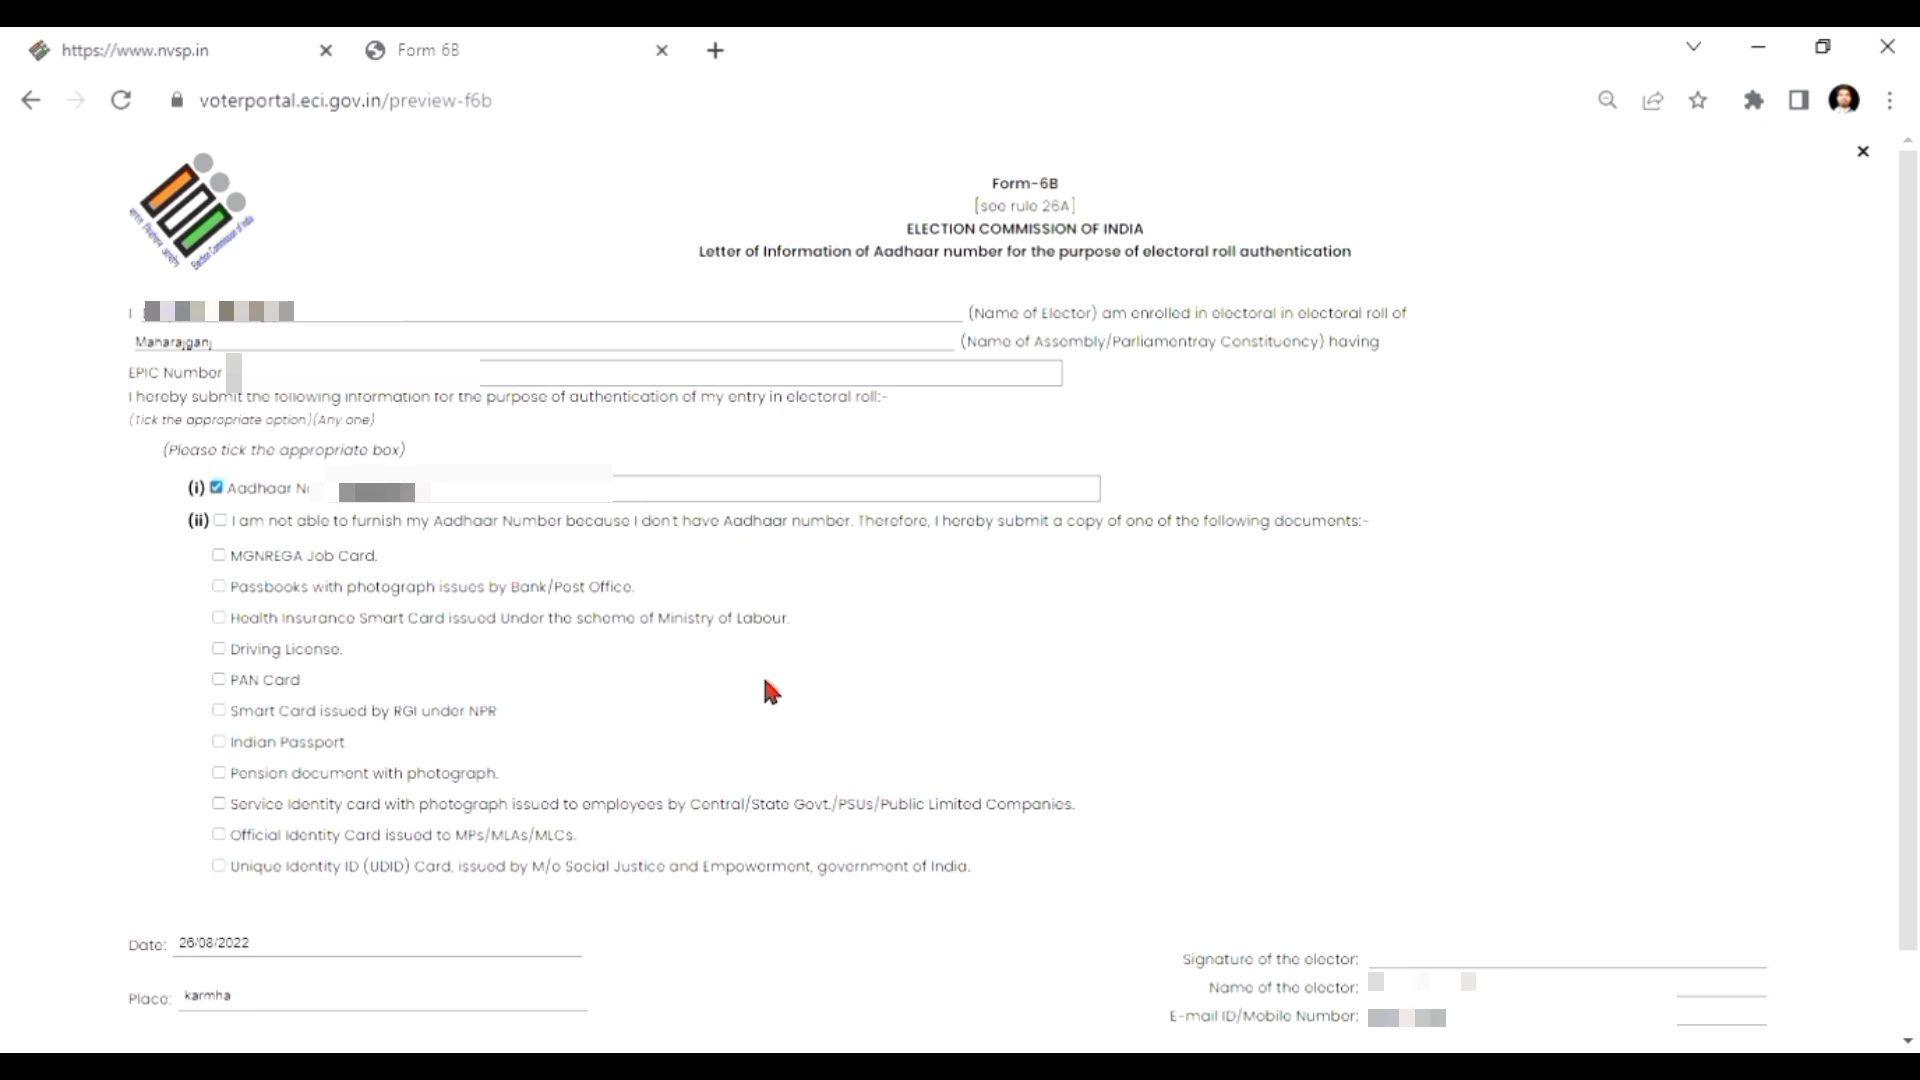 https://www.nvsp.in
Form 6B
voterportal.eci.gov.in/preview-f6b
Form-6B
[see rule 26A]
ELECTION COMMISSION OF INDIA
Letter of Information of Aadhaar number for the purpose of electoral roll authentication
I (Name of Elector) am enrolled in electoral in electoral roll of
Maharajganj (Name of Assembly/Parliamentray Constituency) having
EPIC Number
I hereby submit the following information for the purpose of authentication of my entry in electoral roll:-
(Tick the appropriate option)(Any one)
(Please tick the appropriate box)
(i) Aadhaar
(ii) I am not able to furnish my Aadhaar Number because I don't have Aadhaar number. Therefore, I hereby submit a copy of one of the following documents:-
MGNREGA Job Card.
Passbooks with photograph issues by Bank/Post Office.
Health Insurance Smart Card issued Under the scheme of Ministry of Labour.
Driving License.
PAN Card
Smart Card issued by RGI under NPR
Indian Passport
Pension document with photograph.
Service Identity card with photograph issued to employees by Central/State Govt./PSUs/Public Limited Companies.
Official Identity Card issued to MPs/MLAs/MLCs.
Unique Identity ID (UDID) Card, issued by M/o Social Justice and Empowerment, government of India.
Date: 26/08/2022
Place: karmha
Signature of the elector:
Name of the elector:
E-mail ID/Mobile Number: